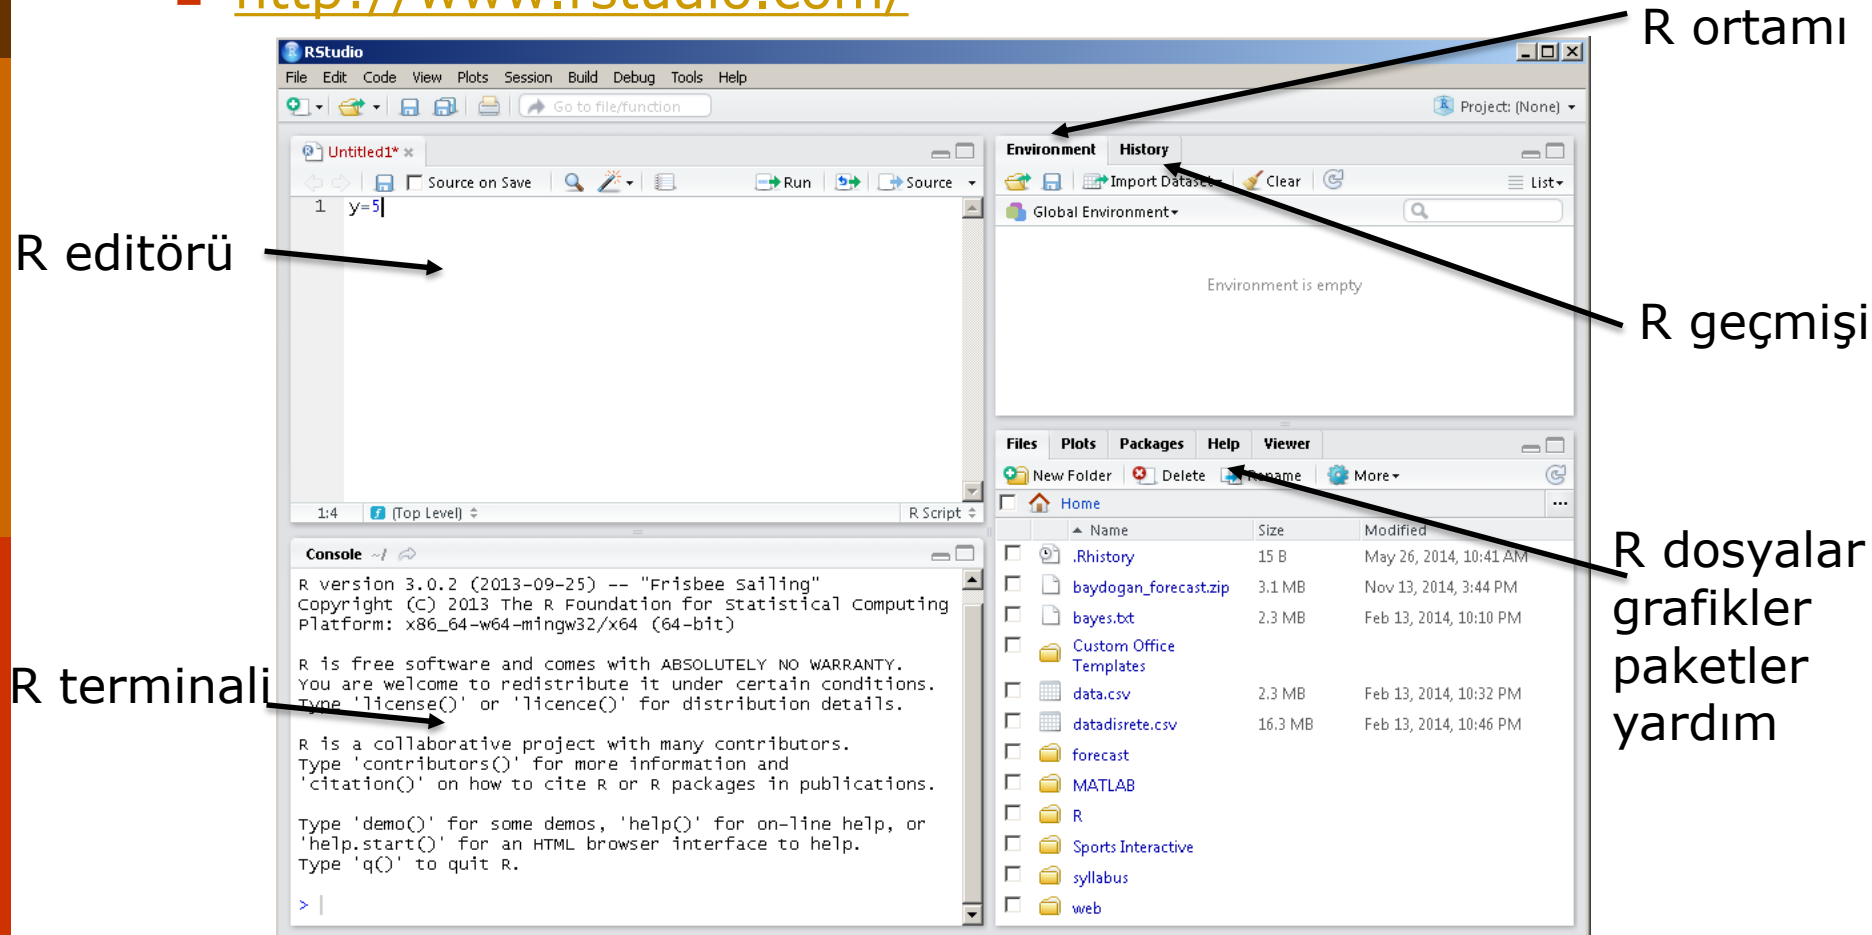 http://www.rstudio.com/
R ortamı
RStudio
File Edit Code View Plots Session Build Debug Tools Help
Go to file/function
Project: (None)
Untitled1*
Source on Save
Run
Source
1 y=5
R editörü
1:4 (Top Level) R Script
Environment History
Import Dataset
Clear
List
Global Environment
Environment is empty
R geçmişi
Console ~/
R version 3.0.2 (2013-09-25) -- "Frisbee Sailing"
Copyright (C) 2013 The R Foundation for Statistical Computing
Platform: x86_64-w64-mingw32/x64 (64-bit)
R is free software and comes with ABSOLUTELY NO WARRANTY.
You are welcome to redistribute it under certain conditions.
Type 'license()' or 'licence()' for distribution details.
R is a collaborative project with many contributors.
Type 'contributors()' for more information and
'citation()' on how to cite R or R packages in publications.
Type 'demo()' for some demos, 'help()' for on-line help, or
'help.start()' for an HTML browser interface to help.
Type 'q()' to quit R.
>
R terminali
Files Plots Packages Help Viewer
New Folder Delete Rename More
Home ...
Name Size Modified
.Rhistory 15 B May 26, 2014, 10:41 AM
baydogan_forecast.zip 3.1 MB Nov 13, 2014, 3:44 PM
bayes.txt 2.3 MB Feb 13, 2014, 10:10 PM
Custom Office
Templates
data.csv 2.3 MB Feb 13, 2014, 10:32 PM
datadisrete.csv 16.3 MB Feb 13, 2014, 10:46 PM
forecast
MATLAB
R
Sports Interactive
syllabus
web
R dosyalar
grafikler
paketler
yardım